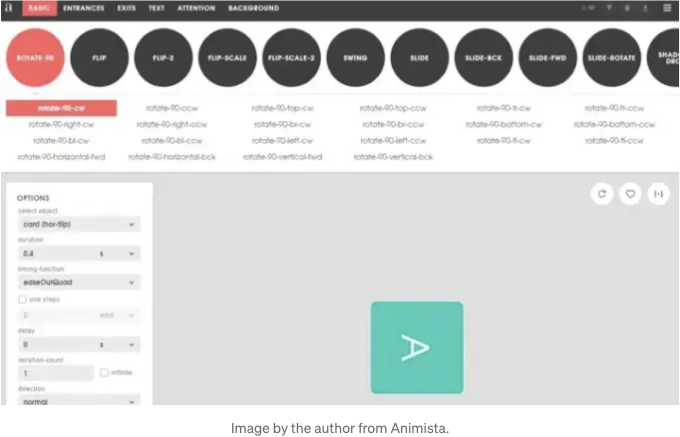 a BASIC ENTRANCES EXITS TEXT ATTENTION BACKGROUND
ROTATE-90 FLIP FLIP-2 FLIP-SCALE FLIP-SCALE-2 SWING SLIDE SLIDE-BCK SLIDE-FWD SLIDE-ROTATE SHADO
DRO
rotate-90-cw rotate-90-ccw rotate-90-top-cw rotate-90-top-ccw rotate-90-tr-cw rotate-90-tr-ccw
rotate-90-right-cw rotate-90-right-ccw rotate-90-br-cw rotate-90-br-ccw rotate-90-bottom-cw rotate-90-bottom-ccw
rotate-90-bl-cw rotate-90-bl-ccw rotate-90-left-cw rotate-90-left-ccw rotate-90-tl-cw rotate-90-tl-ccw
rotate-90-horizontal-fwd rotate-90-horizontal-bck rotate-90-vertical-fwd rotate-90-vertical-bck
OPTIONS
select object
card (hor-flip)
duration
0.4 s
timing-function
easeOutQuad
use steps
2 end
delay
0 s
iteration-count
1 infinite
direction
normal
A
Image by the author from Animista.